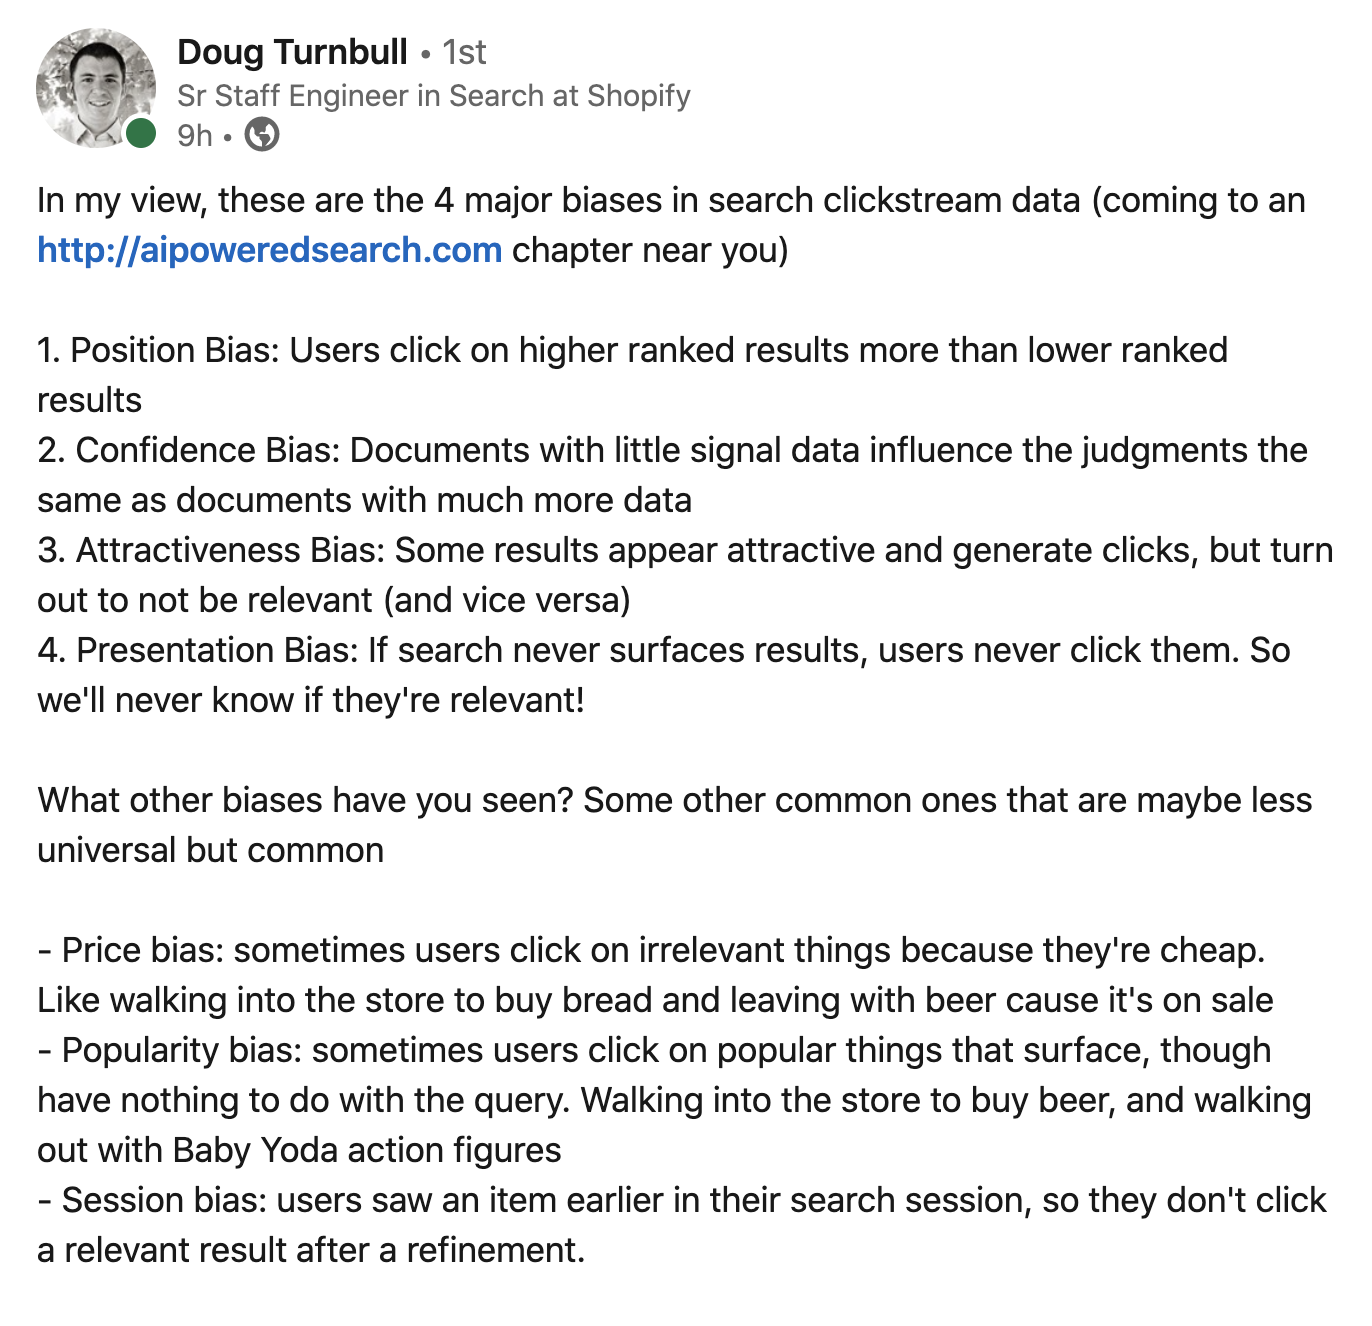 Doug Turnbull • 1st
Sr Staff Engineer in Search at Shopify
9h •
In my view, these are the 4 major biases in search clickstream data (coming to an
http://aipoweredsearch.com chapter near you)
1. Position Bias: Users click on higher ranked results more than lower ranked
results
2. Confidence Bias: Documents with little signal data influence the judgments the
same as documents with much more data
3. Attractiveness Bias: Some results appear attractive and generate clicks, but turn
out to not be relevant (and vice versa)
4. Presentation Bias: If search never surfaces results, users never click them. So
we'll never know if they're relevant!
What other biases have you seen? Some other common ones that are maybe less
universal but common
- Price bias: sometimes users click on irrelevant things because they're cheap.
Like walking into the store to buy bread and leaving with beer cause it's on sale
- Popularity bias: sometimes users click on popular things that surface, though
have nothing to do with the query. Walking into the store to buy beer, and walking
out with Baby Yoda action figures
- Session bias: users saw an item earlier in their search session, so they don't click
a relevant result after a refinement.